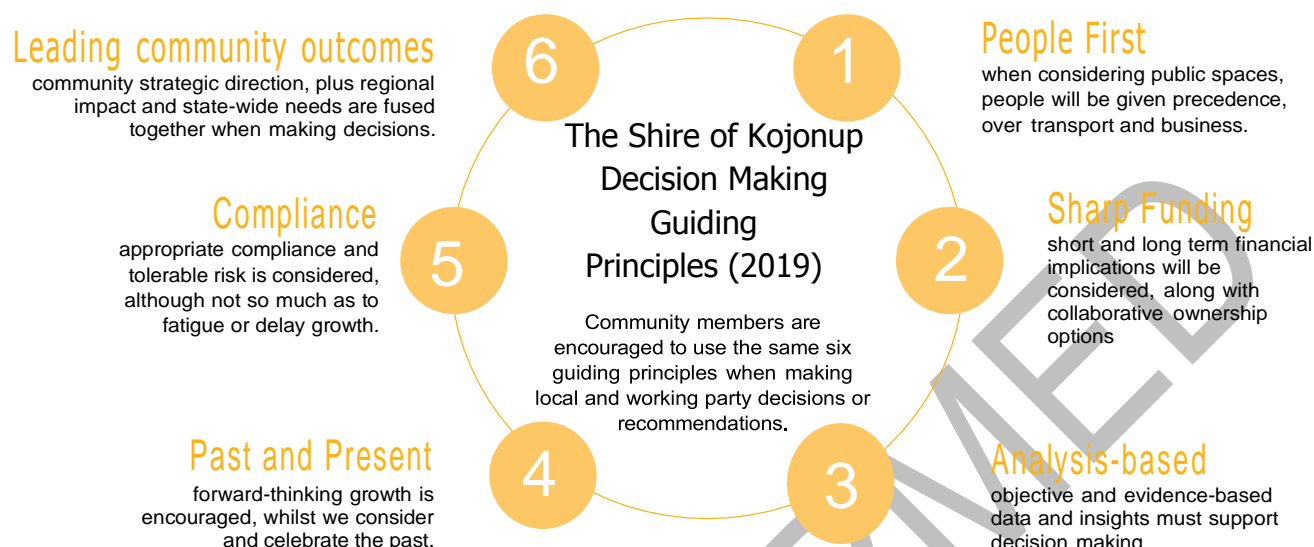 The Shire of Kojonup
Decision Making
Guiding
Principles (2019)
Community members are
encouraged to use the same six
guiding principles when making
local and working party decisions or
recommendations.
1
People First
when considering public spaces,
people will be given precedence,
over transport and business.
2
Sharp Funding
short and long term financial
implications will be
considered, along with
collaborative ownership
options
3
Analysis-based
objective and evidence-based
data and insights must support
decision making
4
Past and Present
forward-thinking growth is
encouraged, whilst we consider
and celebrate the past.
5
Compliance
appropriate compliance and
tolerable risk is considered,
although not so much as to
fatigue or delay growth.
6
Leading community outcomes
community strategic direction, plus regional
impact and state-wide needs are fused
together when making decisions.